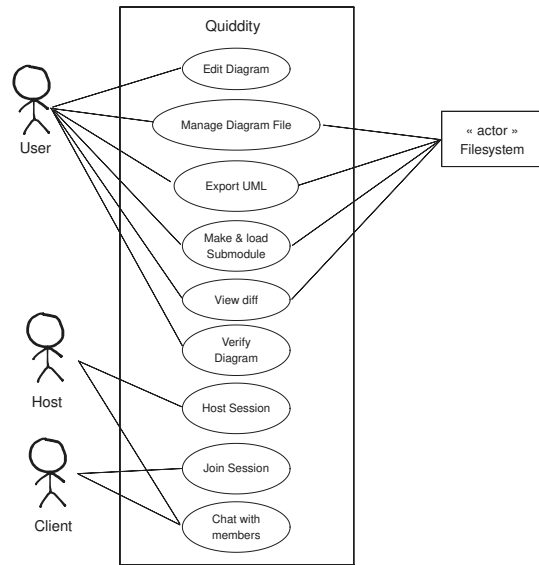 Quiddity
Edit Diagram
Manage Diagram File
User
« actor »
Filesystem
Export UML
Make & load
Submodule
View diff
Verify
Diagram
Host
Host Session
Join Session
Client
Chat with
members